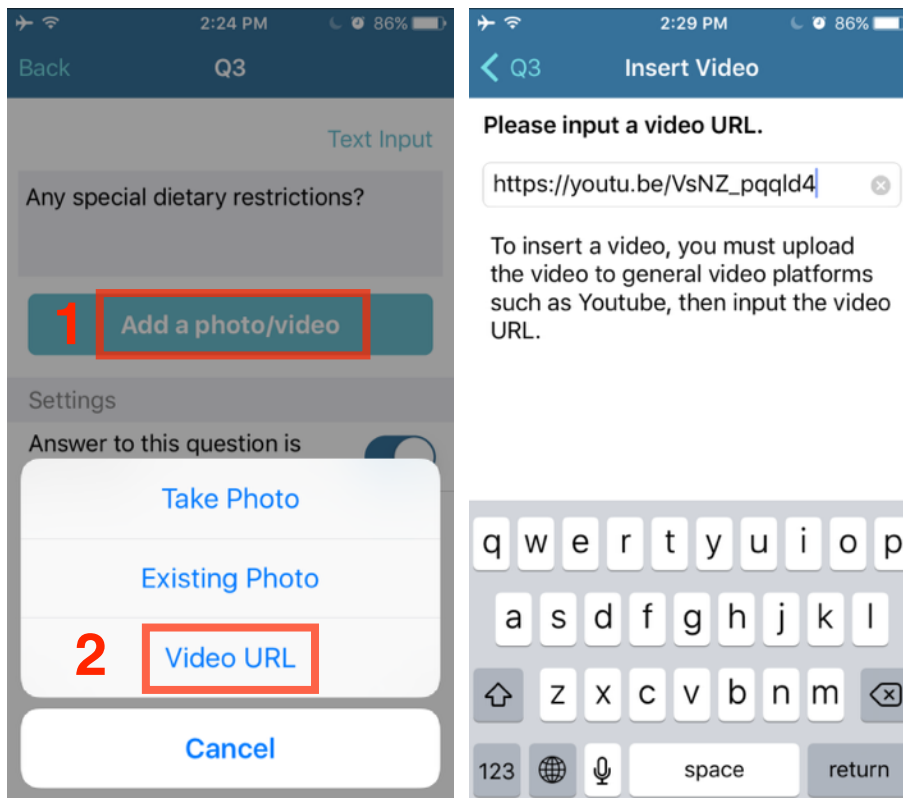 2:24 PM 86%
Back Q3
Text Input
Any special dietary restrictions?
1 Add a photo/video
Settings
Answer to this question is
Take Photo
Existing Photo
2 Video URL
Cancel
2:29 PM 86%
Q3 Insert Video
Please input a video URL.
https://youtu.be/VsNZ_pqqld4
To insert a video, you must upload
the video to general video platforms
such as Youtube, then input the video
URL.
q w e r t y u i o p
a s d f g h j k l
z x c v b n m
123 space return